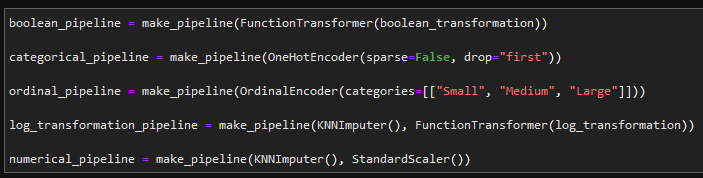 boolean_pipeline = make_pipeline(FunctionTransformer(boolean_transformation))
categorical_pipeline = make_pipeline(OneHotEncoder(sparse=False, drop="first"))
ordinal_pipeline = make_pipeline(OrdinalEncoder(categories=[["Small", "Medium", "Large"]]))
log_transformation_pipeline = make_pipeline(KNNImputer(), FunctionTransformer(log_transformation))
numerical_pipeline = make_pipeline(KNNImputer(), StandardScaler())